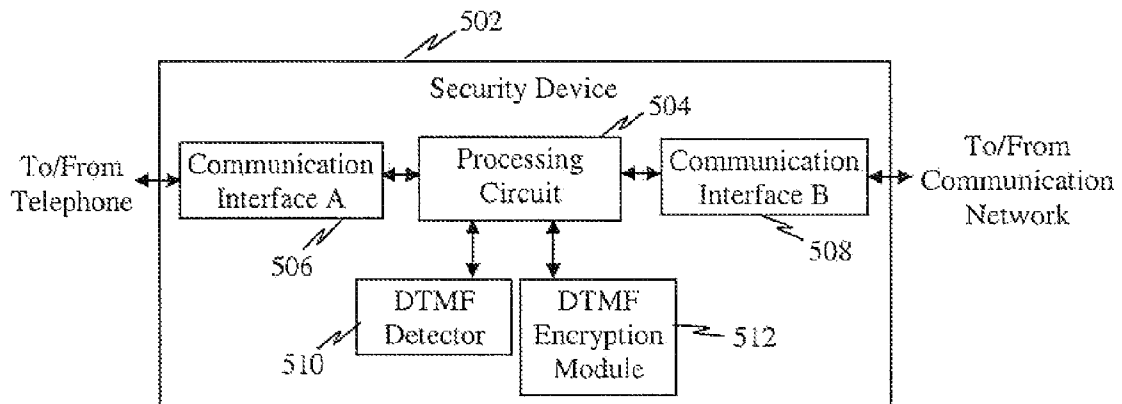 502
Security Device
504
To/From
Telephone
Communication
Interface A
Processing
Circuit
Communication
Interface B
To/From
Communication
Network
506
508
DTMF
Detector
DTMF
Encryption
Module
510
512